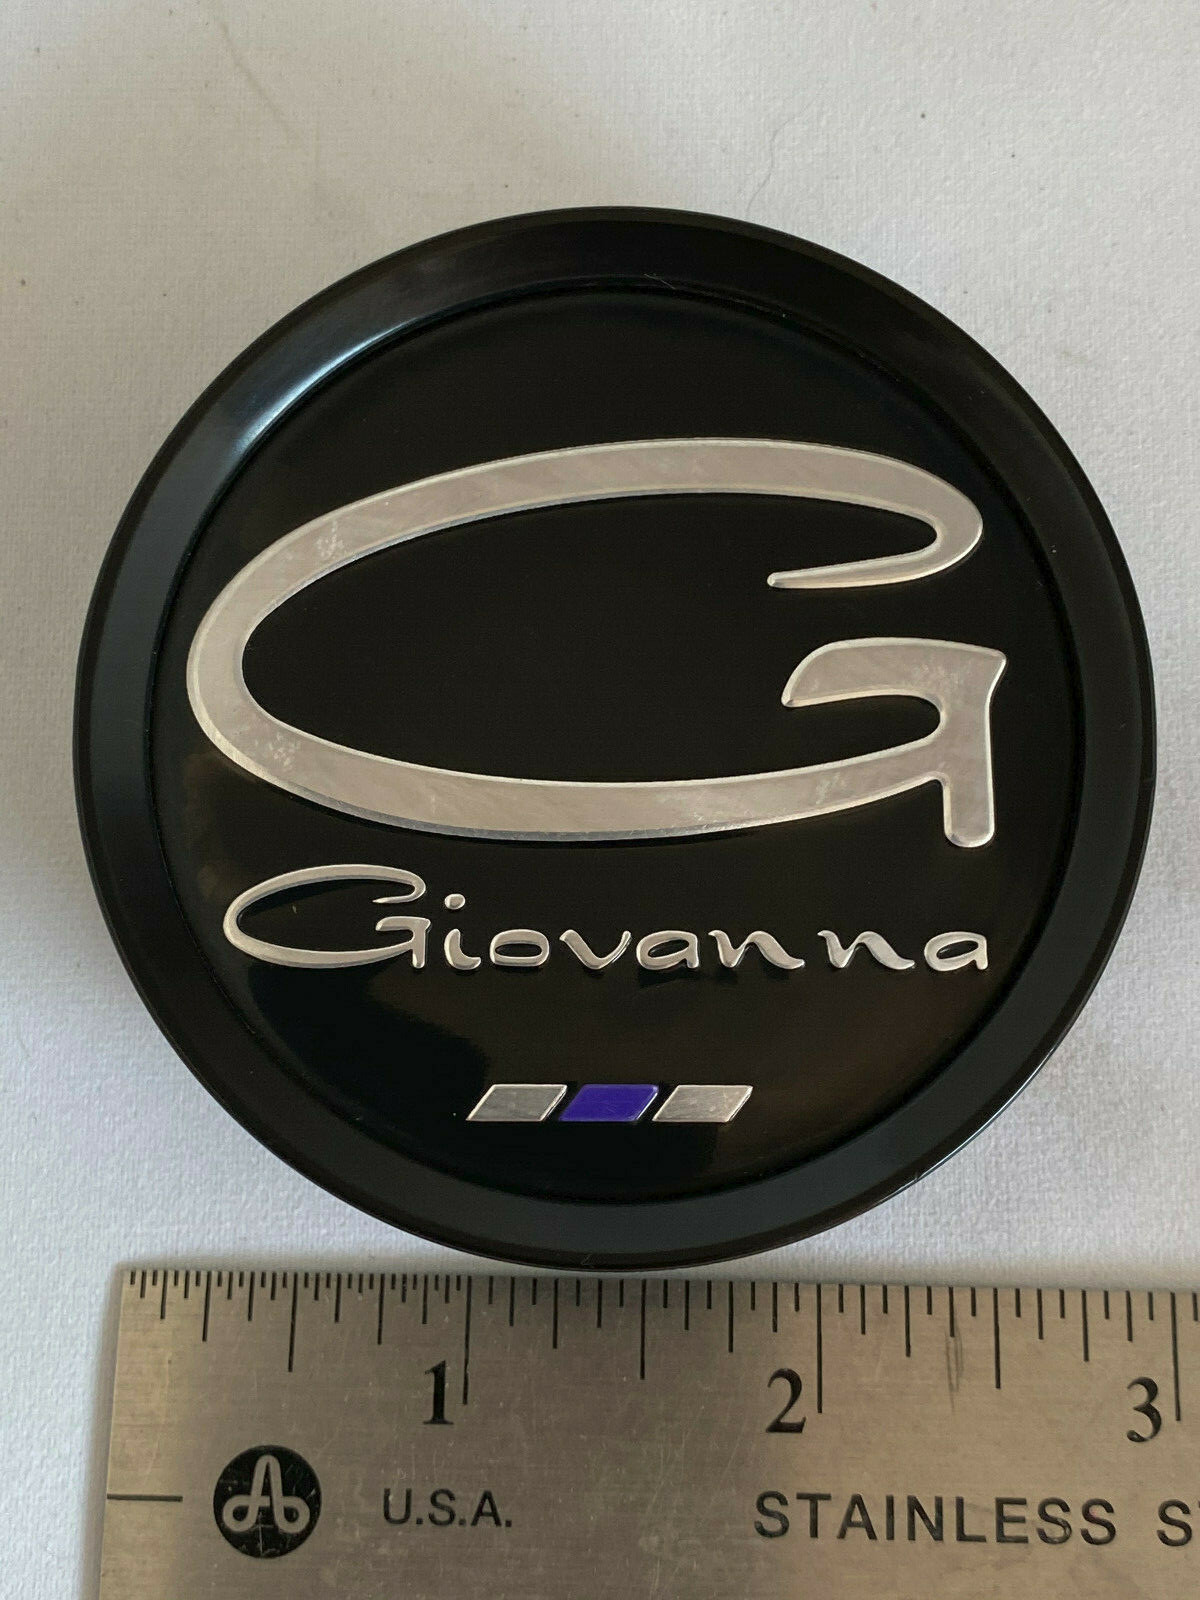 G
Giovanna
1 2 3
U.S.A. STAINLESS S